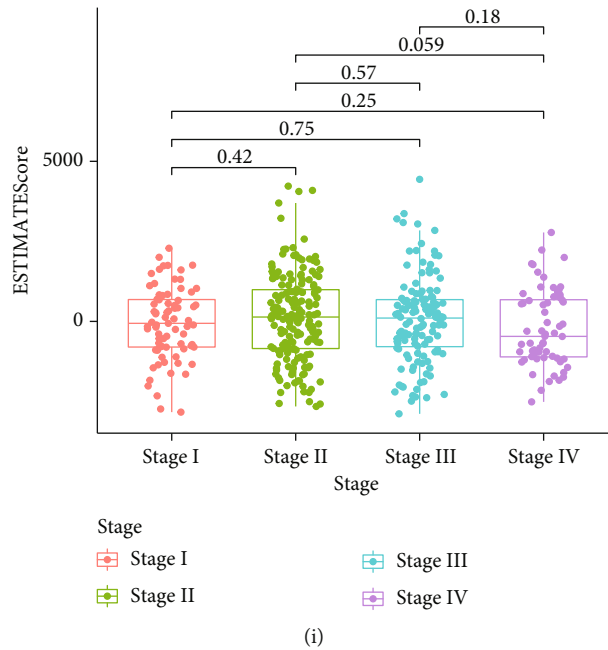 0.18
0.059
0.57
0.25
0.75
0.42
ESTIMATEScore
5000
0
Stage I
Stage II
Stage III
Stage IV
Stage
Stage
Stage I
Stage III
Stage II
Stage IV
(i)